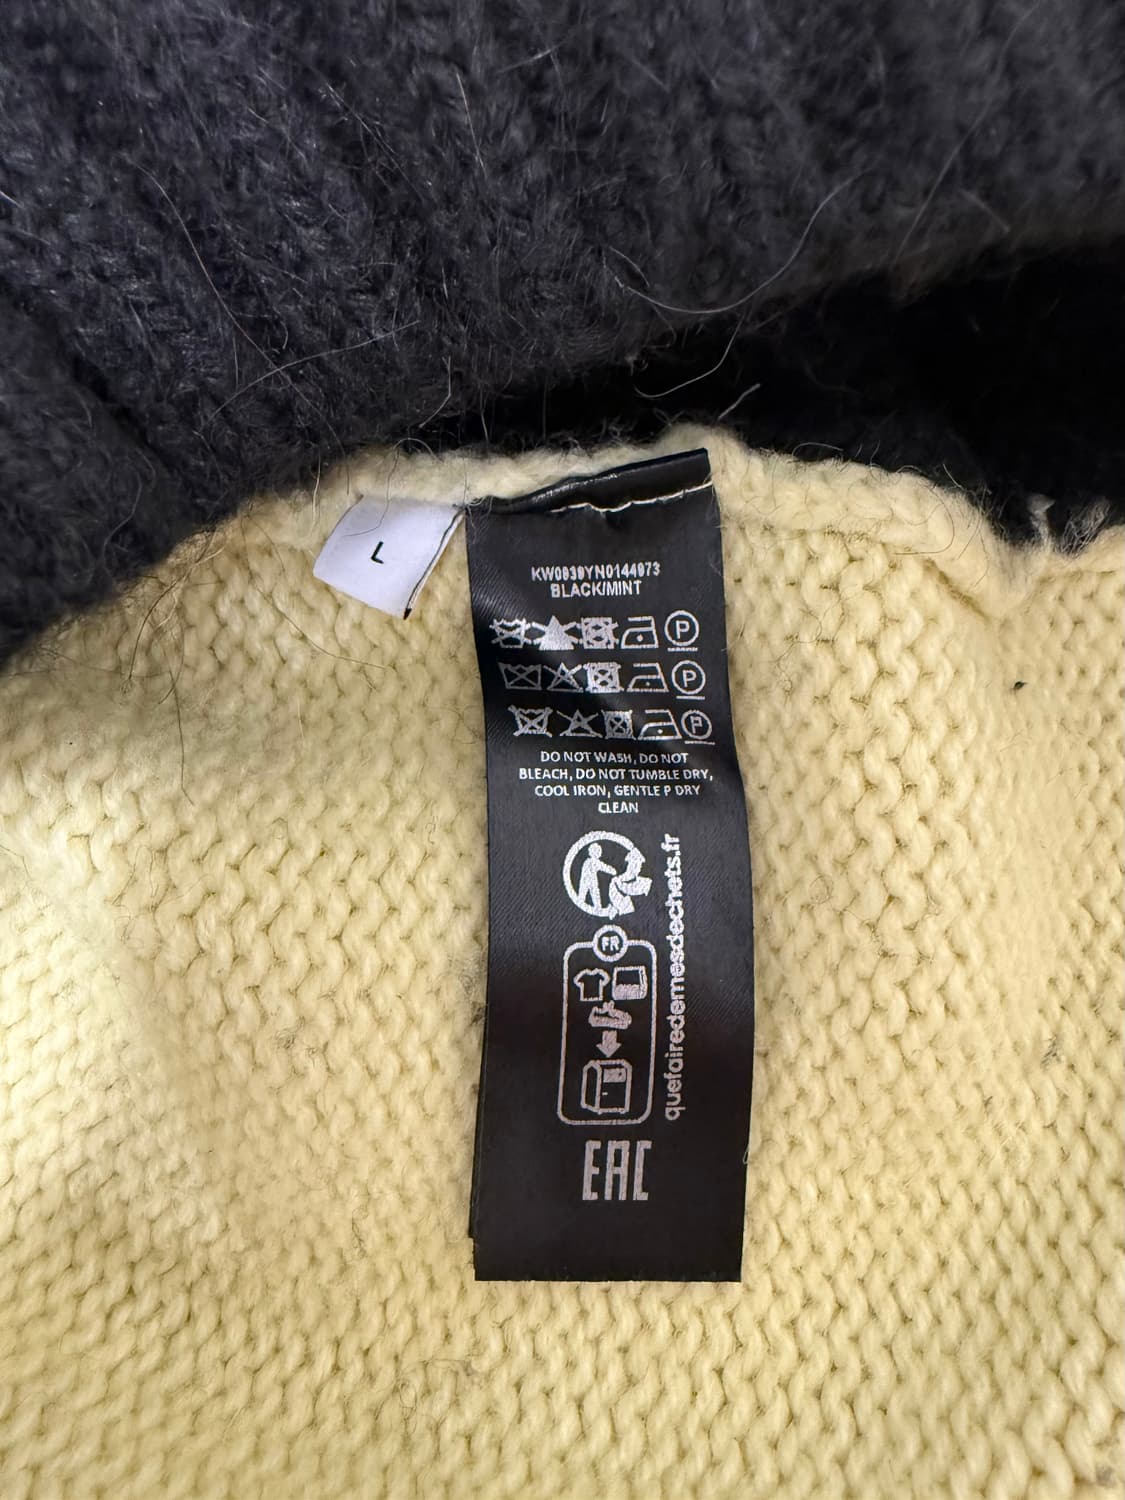 L
KW0939YN0144973
BLACK/MINT
P
P
P
DO NOT WASH, DO NOT
BLEACH, DO NOT TUMBLE DRY,
COOL IRON, GENTLE P DRY
CLEAN
quefairedemesdechets.fr
FR
EAC